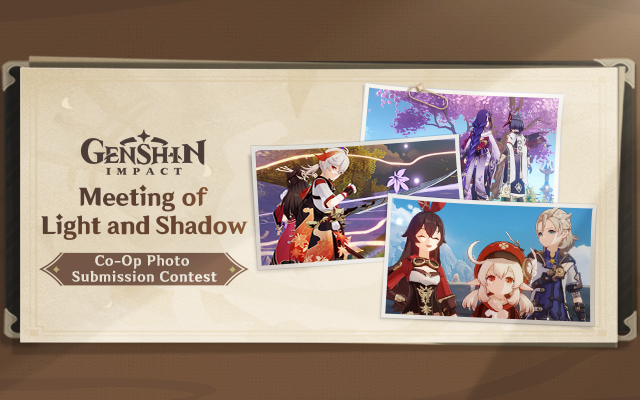 GENSHIN
IMPACT
Meeting of
Light and Shadow
Co-Op Photo
Submission Contest